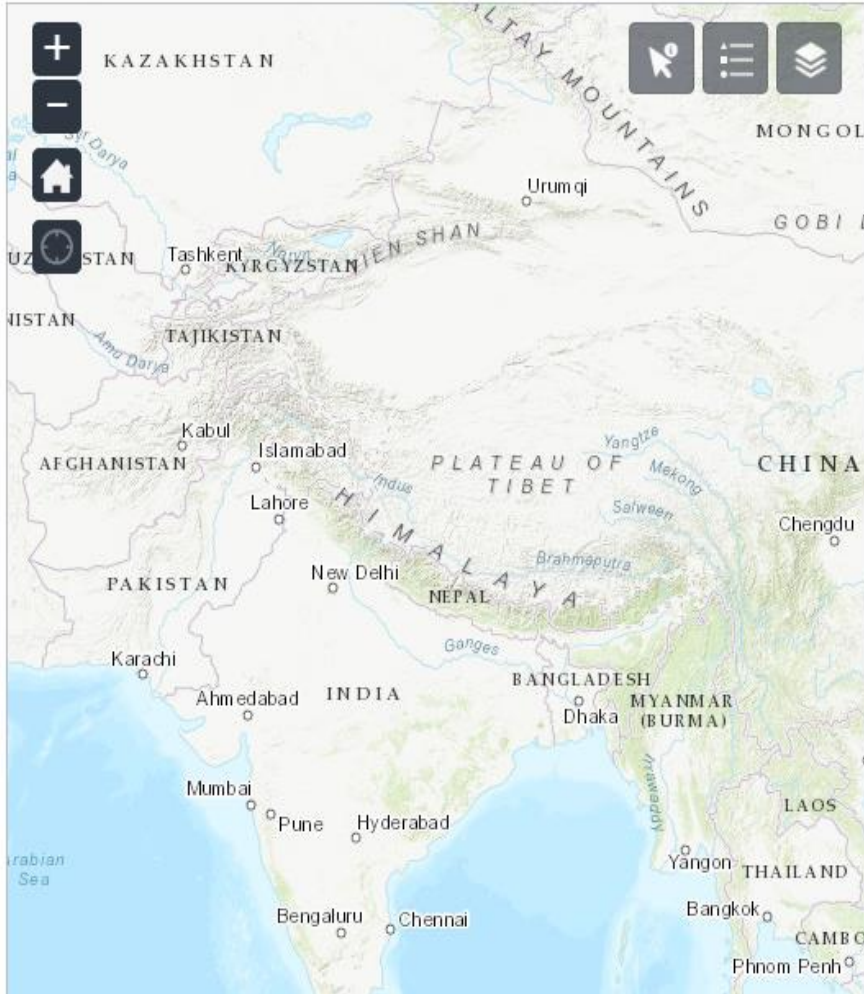 ALTAY MOUNTAINS
KAZAKHSTAN
MONGOL
Syr Darya
Urumqi
GOBI
TIEN SHAN
Naryn
Tashkent
KYRGYZSTAN
UZ
STAN
NISTAN
TAJIKISTAN
Amu Darya
Kabul
Yangtze
Islamabad
AFGHANISTAN
PLATEAU OF
TIBET
Mekong
CHINA
Indus
Lahore
HIMALAYA
Salween
Chengdu
Brahmaputra
New Delhi
PAKISTAN
NEPAL
Ganges
Karachi
BANGLADESH
Ahmedabad
INDIA
MYANMAR
(BURMA)
Dhaka
Irrawaddy
Mumbai
Pune
Hyderabad
LAOS
Arabian
Sea
Yangon
THAILAND
Bengaluru
Chennai
Bangkok
CAMBO
Phnom Penh